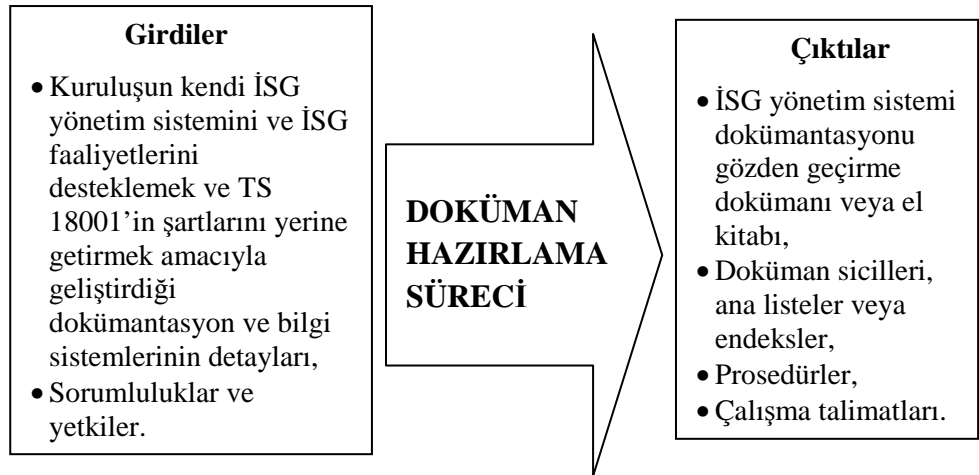 Girdiler
• Kuruluşun kendi İSG
yönetim sistemini ve İSG
faaliyetlerini
desteklemek ve TS
18001’in şartlarını yerine
getirmek amacıyla
geliştirdiği
dokümantasyon ve bilgi
sistemlerinin detayları,
• Sorumluluklar ve
yetkiler.
DOKÜMAN
HAZIRLAMA
SÜRECİ
Çıktılar
• İSG yönetim sistemi
dokümantasyonu
gözden geçirme
dokümanı veya el
kitabı,
• Doküman sicilleri,
ana listeler veya
endeksler,
• Prosedürler,
• Çalışma talimatları.